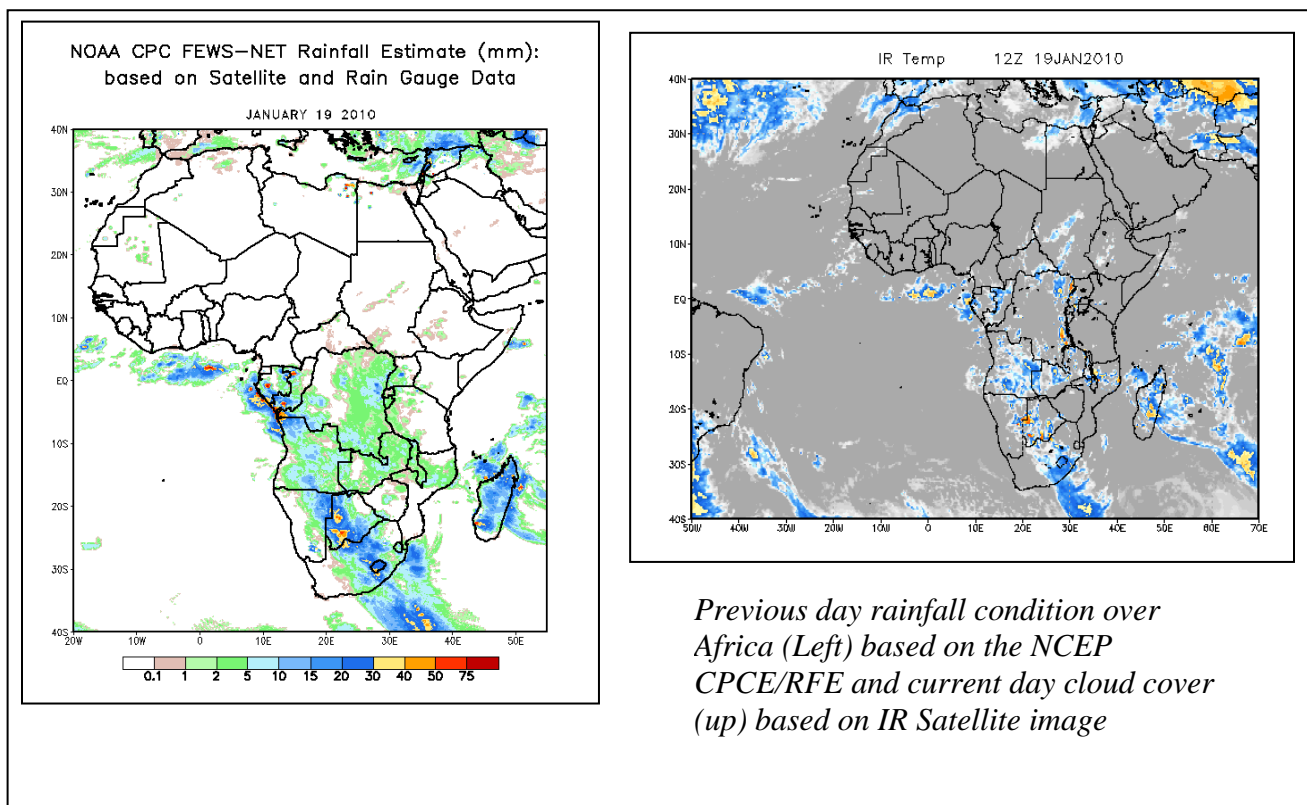 NOAA CPC FEWS-NET Rainfall Estimate (mm):
based on Satellite and Rain Gauge Data
JANUARY 19 2010
40N
30N
20N
10N
EQ
10S
20S
30S
40S
20W 10W 0 10E 20E 30E 40E 50E
0.1 1 2 5 10 15 20 30 40 50 75
IR Temp 12Z 19JAN2010
40N
30N
20N
10N
EQ
10S
20S
30S
40S
50W 40W 30W 20W 10W 0 10E 20E 30E 40E 50E 60E 70E
Previous day rainfall condition over
Africa (Left) based on the NCEP
CPCE/RFE and current day cloud cover
(up) based on IR Satellite image